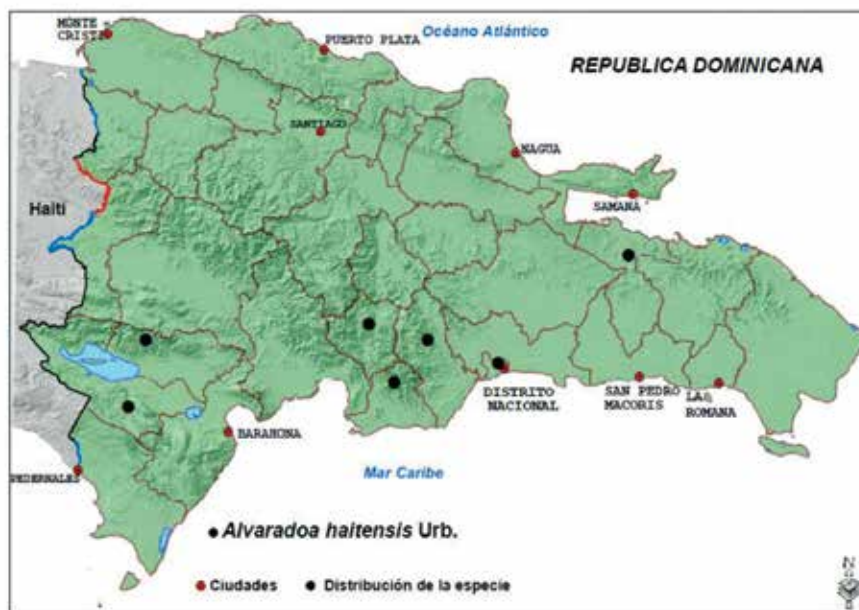 MONTE
CRISTI
PUERTO PLATA
Océano Atlántico
REPUBLICA DOMINICANA
SANTIAGO
NAGUA
Haiti
SAMANA
DISTRITO
NACIONAL
SAN PEDRO
MACORIS
LA
ROMANA
BARAHONA
PEDERNALES
Mar Caribe
Alvaradoa haitensis Urb.
Ciudades
Distribución de la especie
N